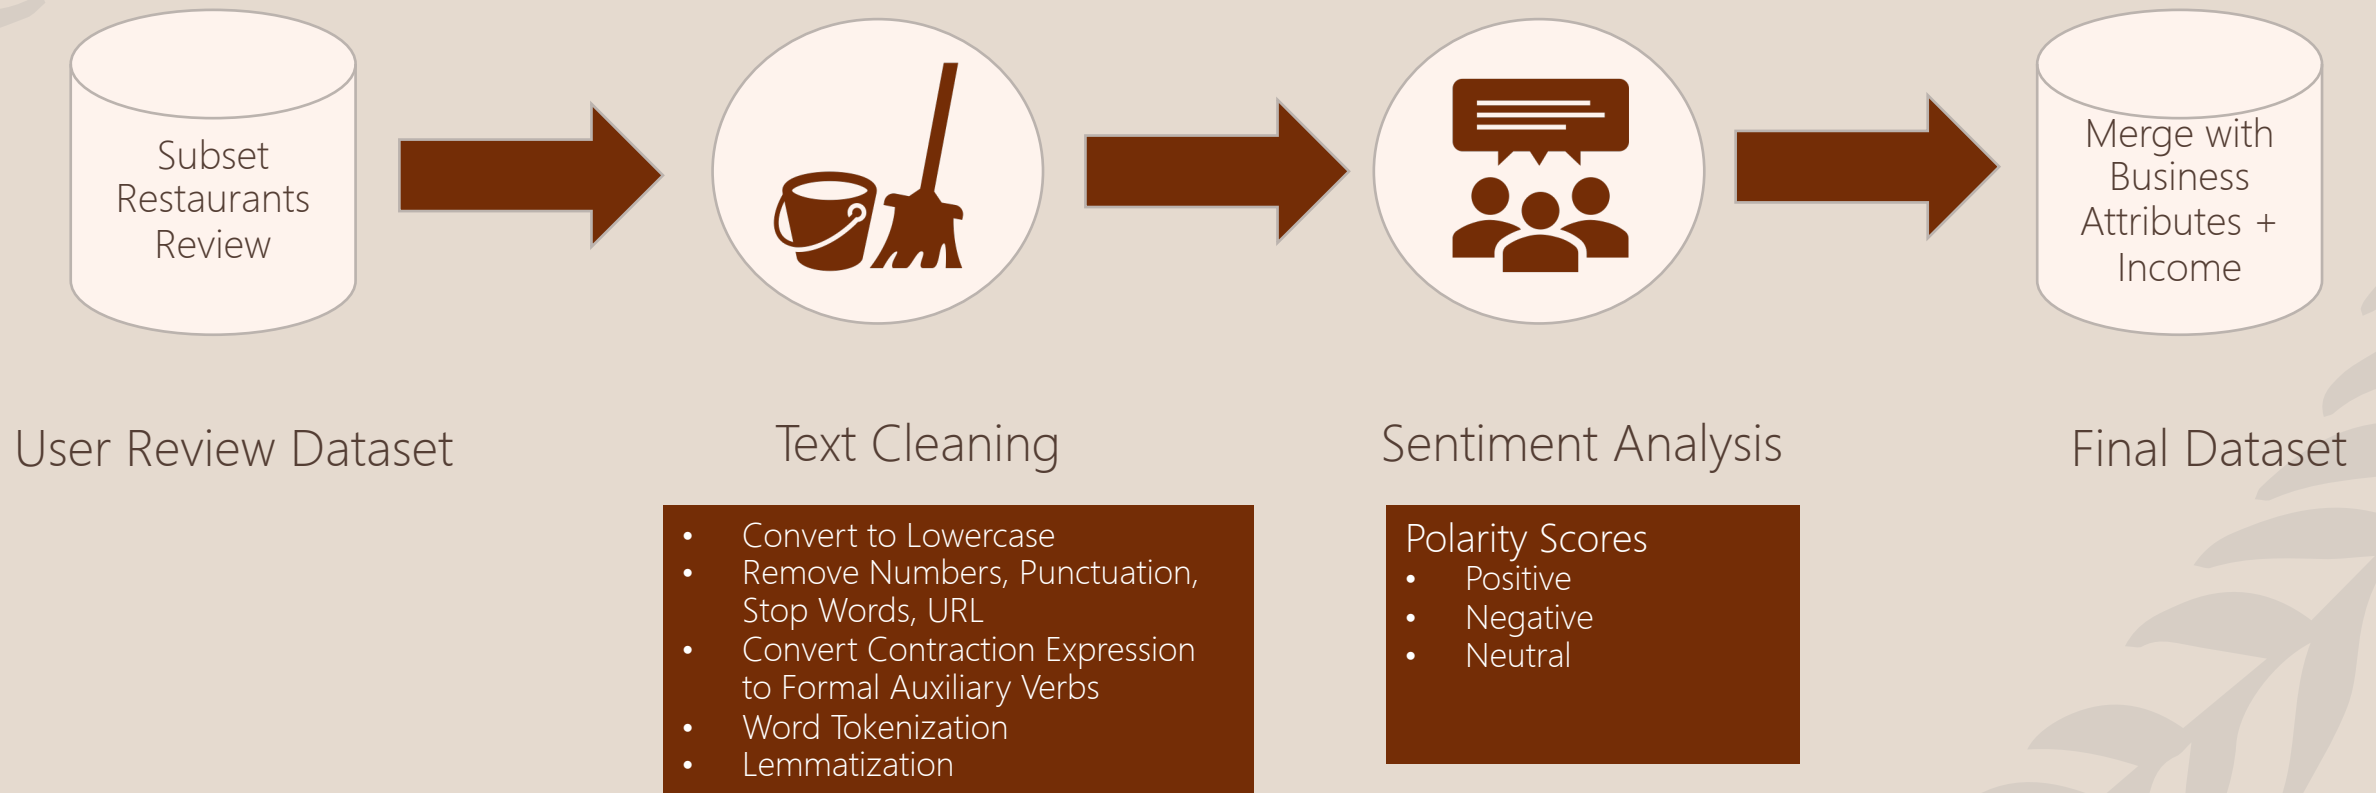 Subset
Restaurants
Review
Merge with
Business
Attributes +
Income
User Review Dataset
Text Cleaning
Sentiment Analysis
Final Dataset
• Convert to Lowercase
• Remove Numbers, Punctuation,
Stop Words, URL
• Convert Contraction Expression
to Formal Auxiliary Verbs
• Word Tokenization
• Lemmatization
Polarity Scores
• Positive
• Negative
• Neutral